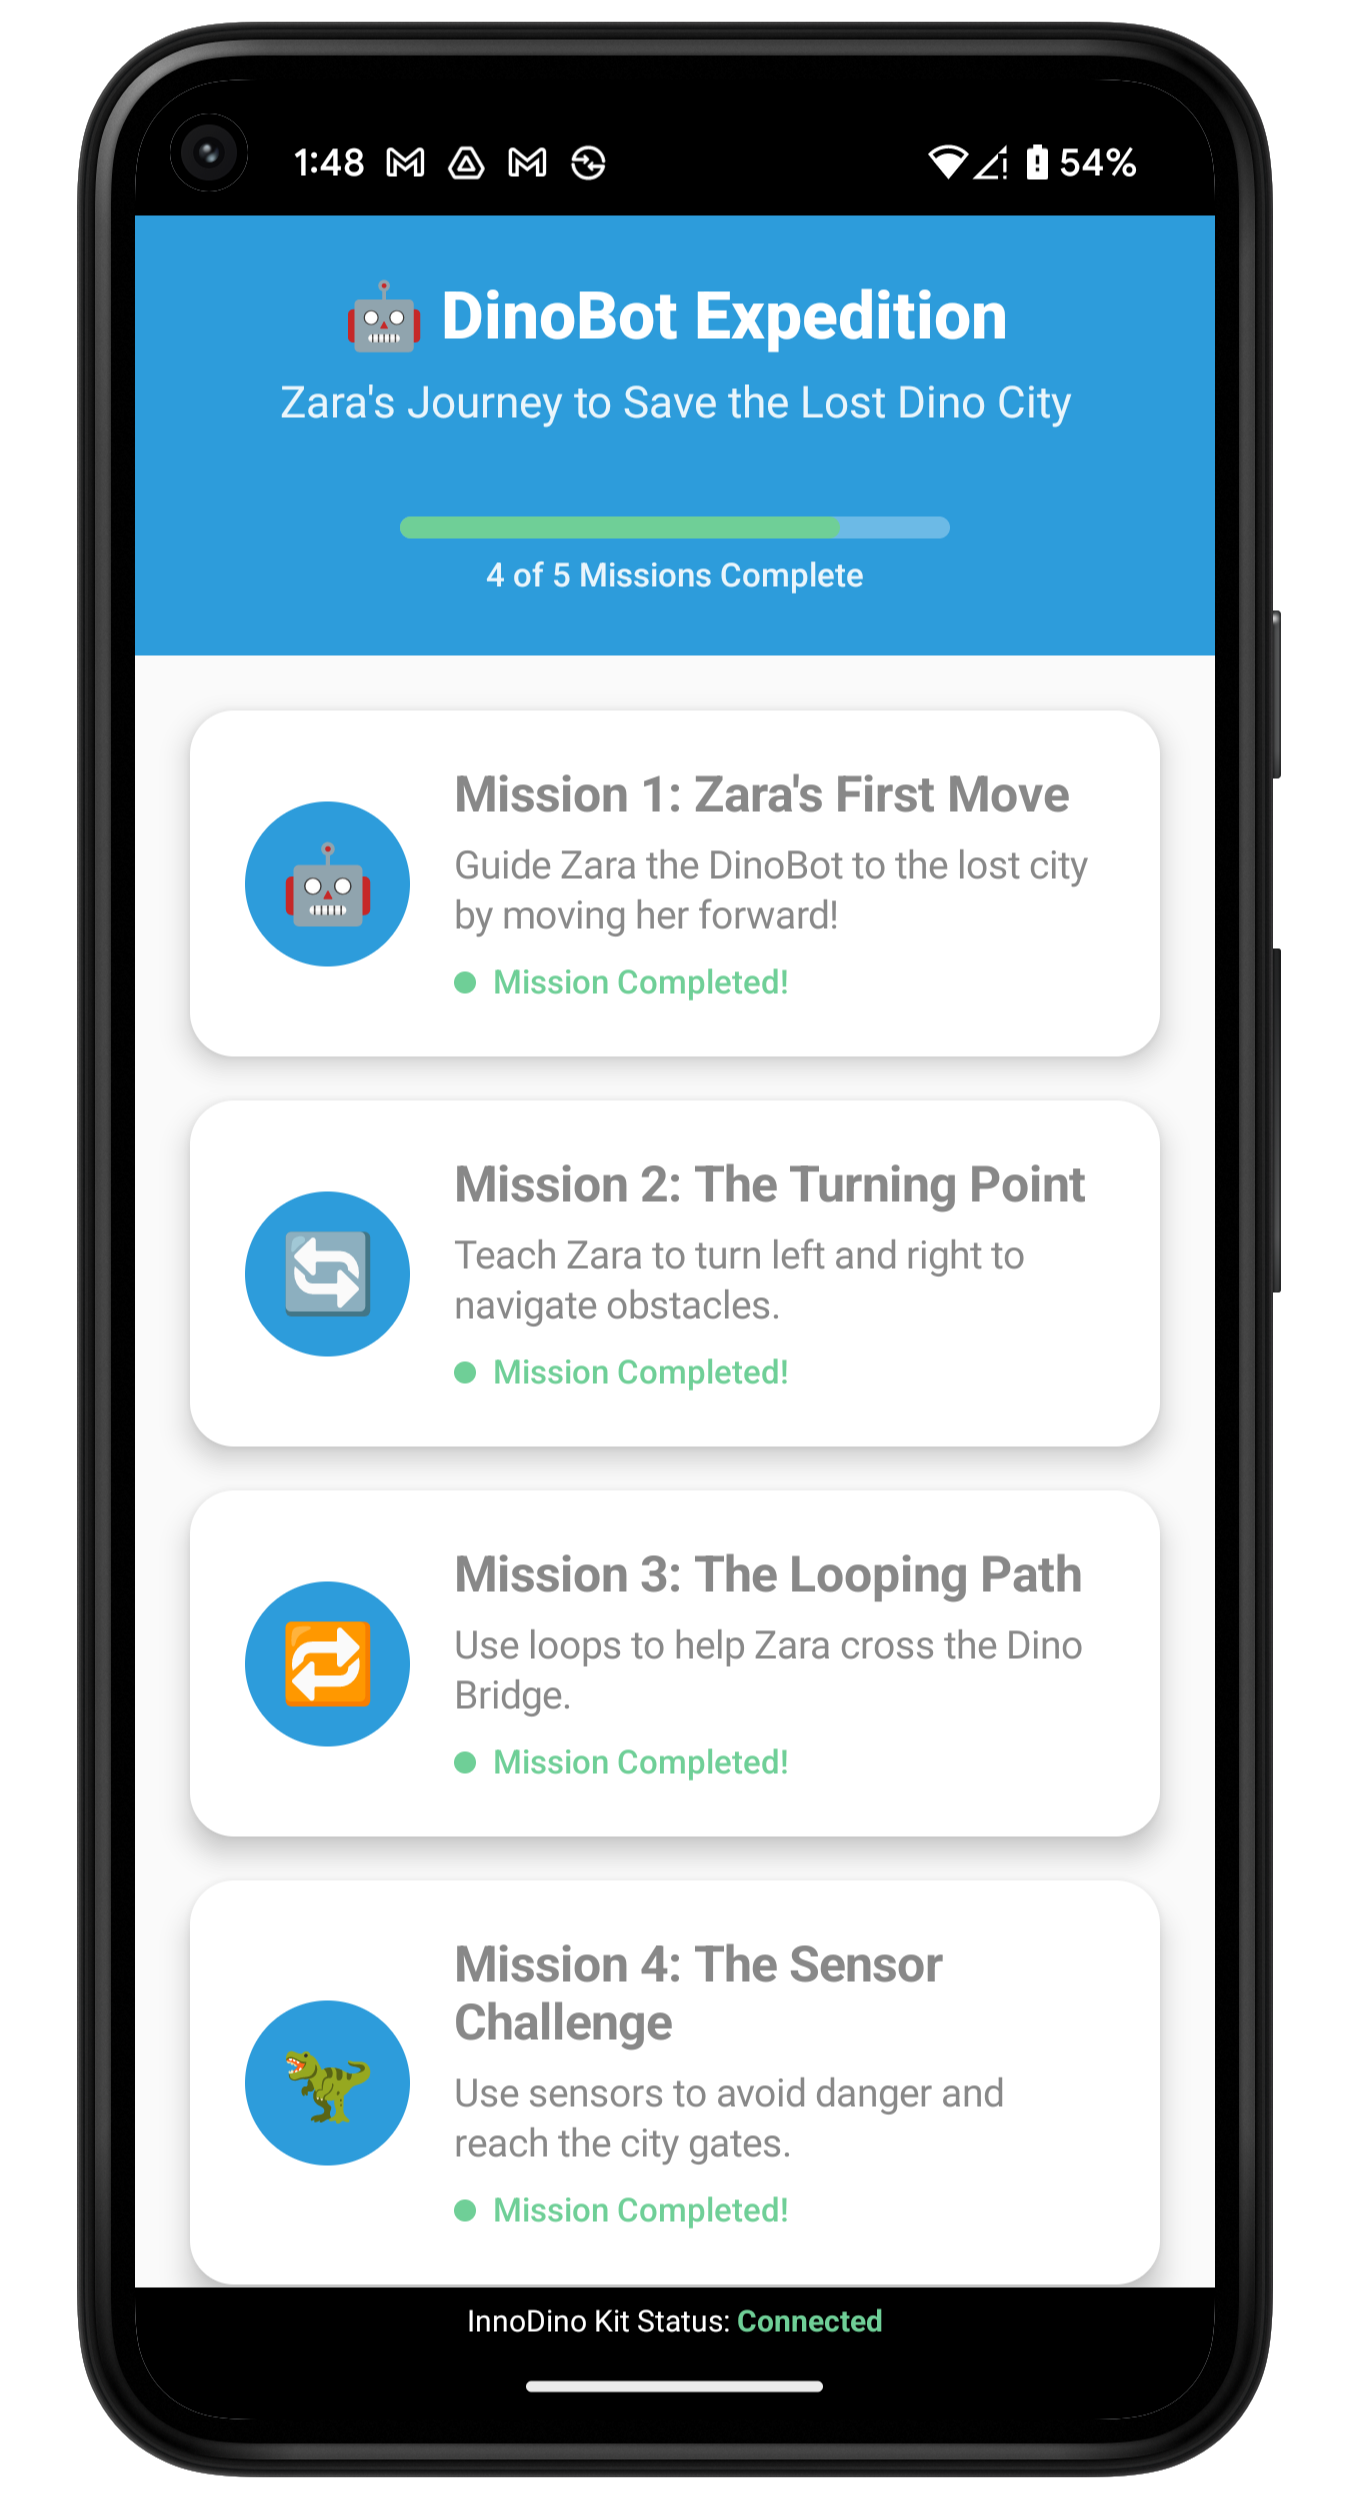 1:48
54%
DinoBot Expedition
Zara's Journey to Save the Lost Dino City
4 of 5 Missions Complete
Mission 1: Zara's First Move
Guide Zara the DinoBot to the lost city
by moving her forward!
Mission Completed!
Mission 2: The Turning Point
Teach Zara to turn left and right to
navigate obstacles.
Mission Completed!
Mission 3: The Looping Path
Use loops to help Zara cross the Dino
Bridge.
Mission Completed!
Mission 4: The Sensor
Challenge
Use sensors to avoid danger and
reach the city gates.
Mission Completed!
InnoDino Kit Status: Connected